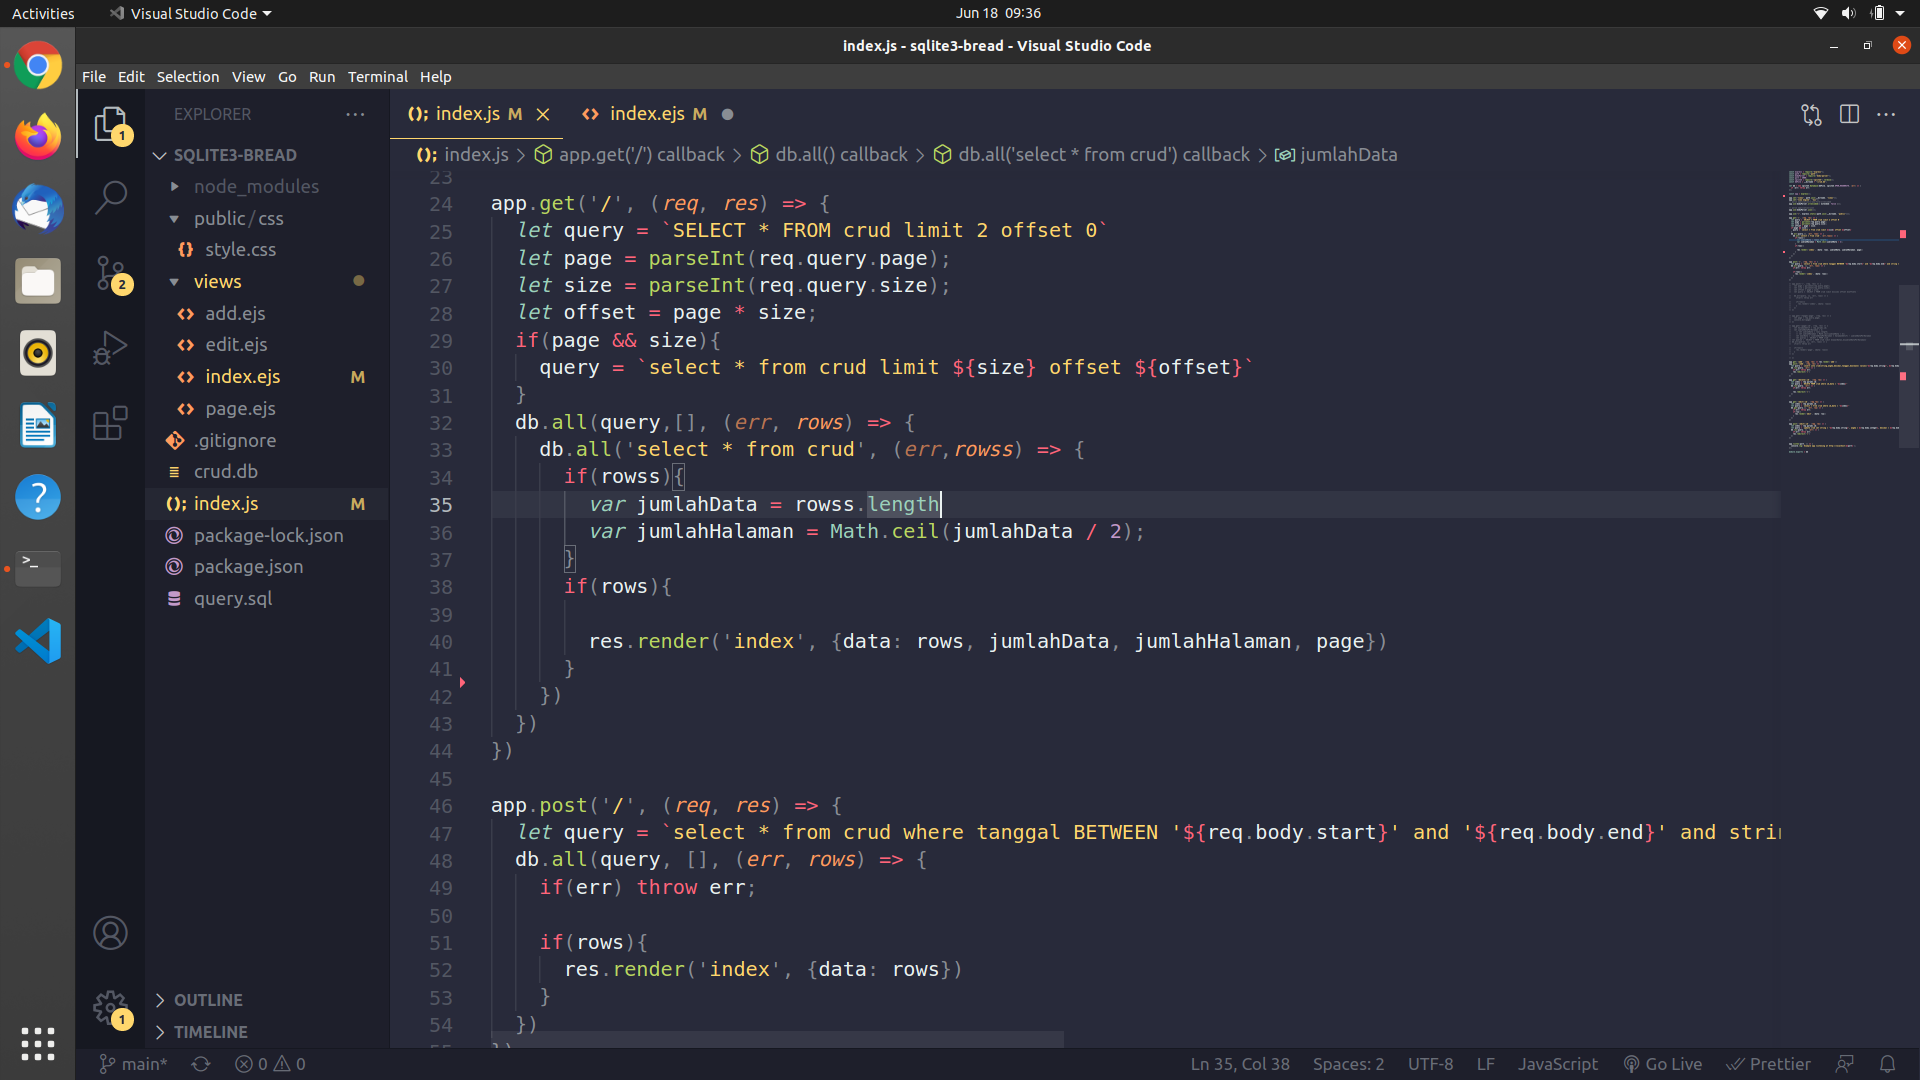 Activities
Visual Studio Code
Jun 18 09:36
index.js - sqlite3-bread - Visual Studio Code
File Edit Selection View Go Run Terminal Help
EXPLORER
SQLITE3-BREAD
node_modules
public/css
style.css
views
add.ejs
edit.ejs
index.ejs M
page.ejs
.gitignore
crud.db
index.js M
package-lock.json
package.json
query.sql
OUTLINE
TIMELINE
1
2
1
index.js M
index.ejs M
index.js > app.get('/') callback > db.all() callback > db.all('select * from crud') callback > jumlahData
23
24 app.get('/', (req, res) => {
25 let query = `SELECT * FROM crud limit 2 offset 0`
26 let page = parseInt(req.query.page);
27 let size = parseInt(req.query.size);
28 let offset = page * size;
29 if(page && size){
30 query = `select * from crud limit ${size} offset ${offset}`
31 }
32 db.all(query,[], (err, rows) => {
33 db.all('select * from crud', (err,rowss) => {
34 if(rowss){
35 var jumlahData = rowss.length
36 var jumlahHalaman = Math.ceil(jumlahData / 2);
37 }
38 if(rows){
39
40 res.render('index', {data: rows, jumlahData, jumlahHalaman, page})
41 }
42 })
43 })
44 })
45
46 app.post('/', (req, res) => {
47 let query = `select * from crud where tanggal BETWEEN '${req.body.start}' and '${req.body.end}' and stri
48 db.all(query, [], (err, rows) => {
49 if(err) throw err;
50
51 if(rows){
52 res.render('index', {data: rows})
53 }
54 })
main* 0 0
Ln 35, Col 38 Spaces: 2 UTF-8 LF JavaScript Go Live Prettier